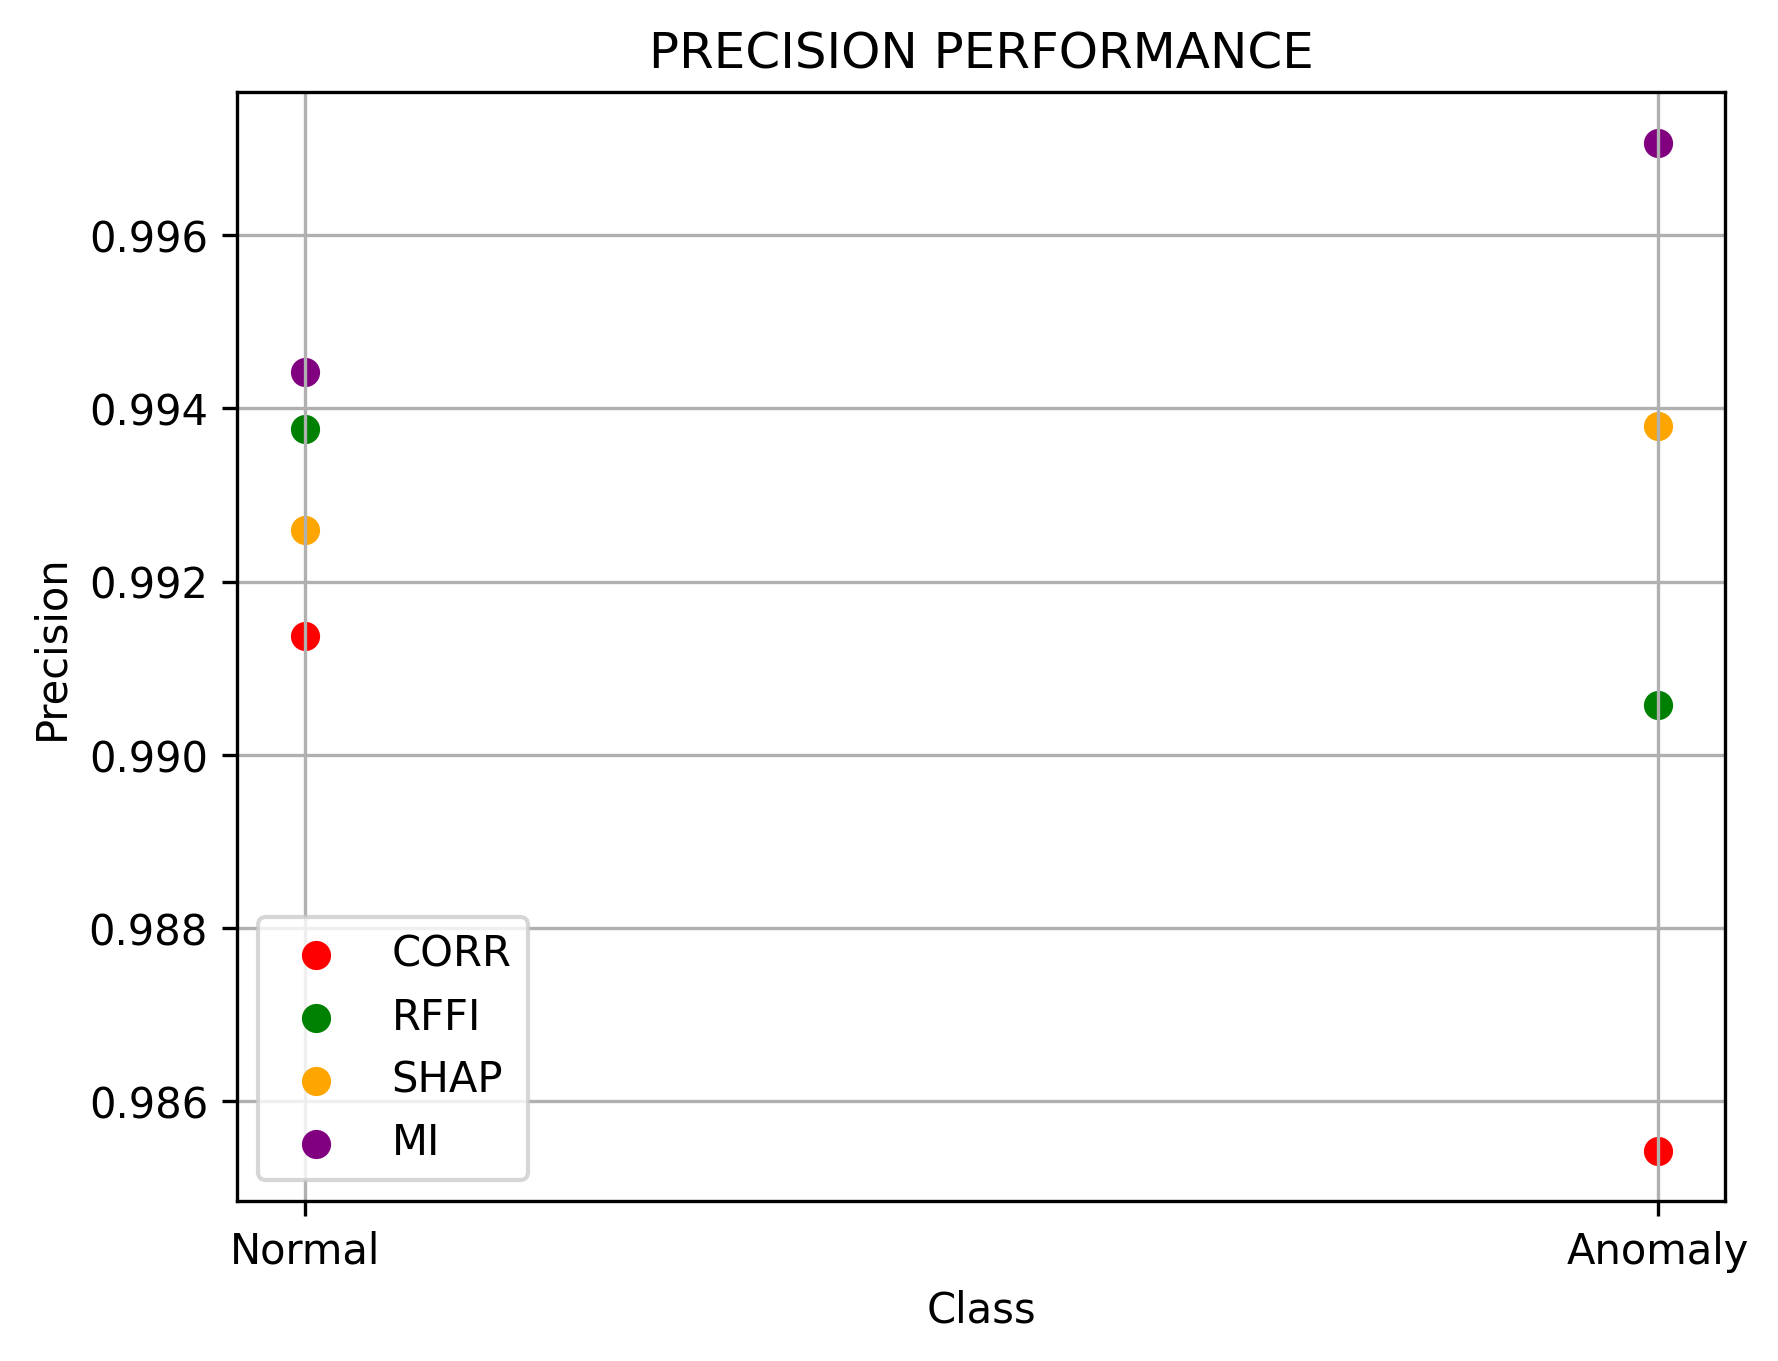 PRECISION PERFORMANCE
0.996
0.994
0.992
0.990
0.988
0.986
Precision
CORR
RFFI
SHAP
MI
Normal
Anomaly
Class